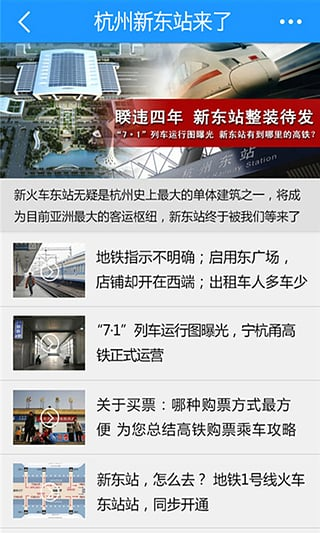 杭州新东站来了
睽违四年 新东站整装待发
“7·1”列车运行图曝光 新东站有到哪里的高铁?
杭州东站
Station
新火车东站无疑是杭州史上最大的单体建筑之一，将成
为目前亚洲最大的客运枢纽，新东站终于被我们等来了
地铁指示不明确；启用东广场，
店铺却开在西端；出租车人多车少
“7·1”列车运行图曝光，宁杭甬高
铁正式运营
关于买票：哪种购票方式最方
便 为您总结高铁购票乘车攻略
新东站，怎么去？地铁1号线火车
东站站，同步开通